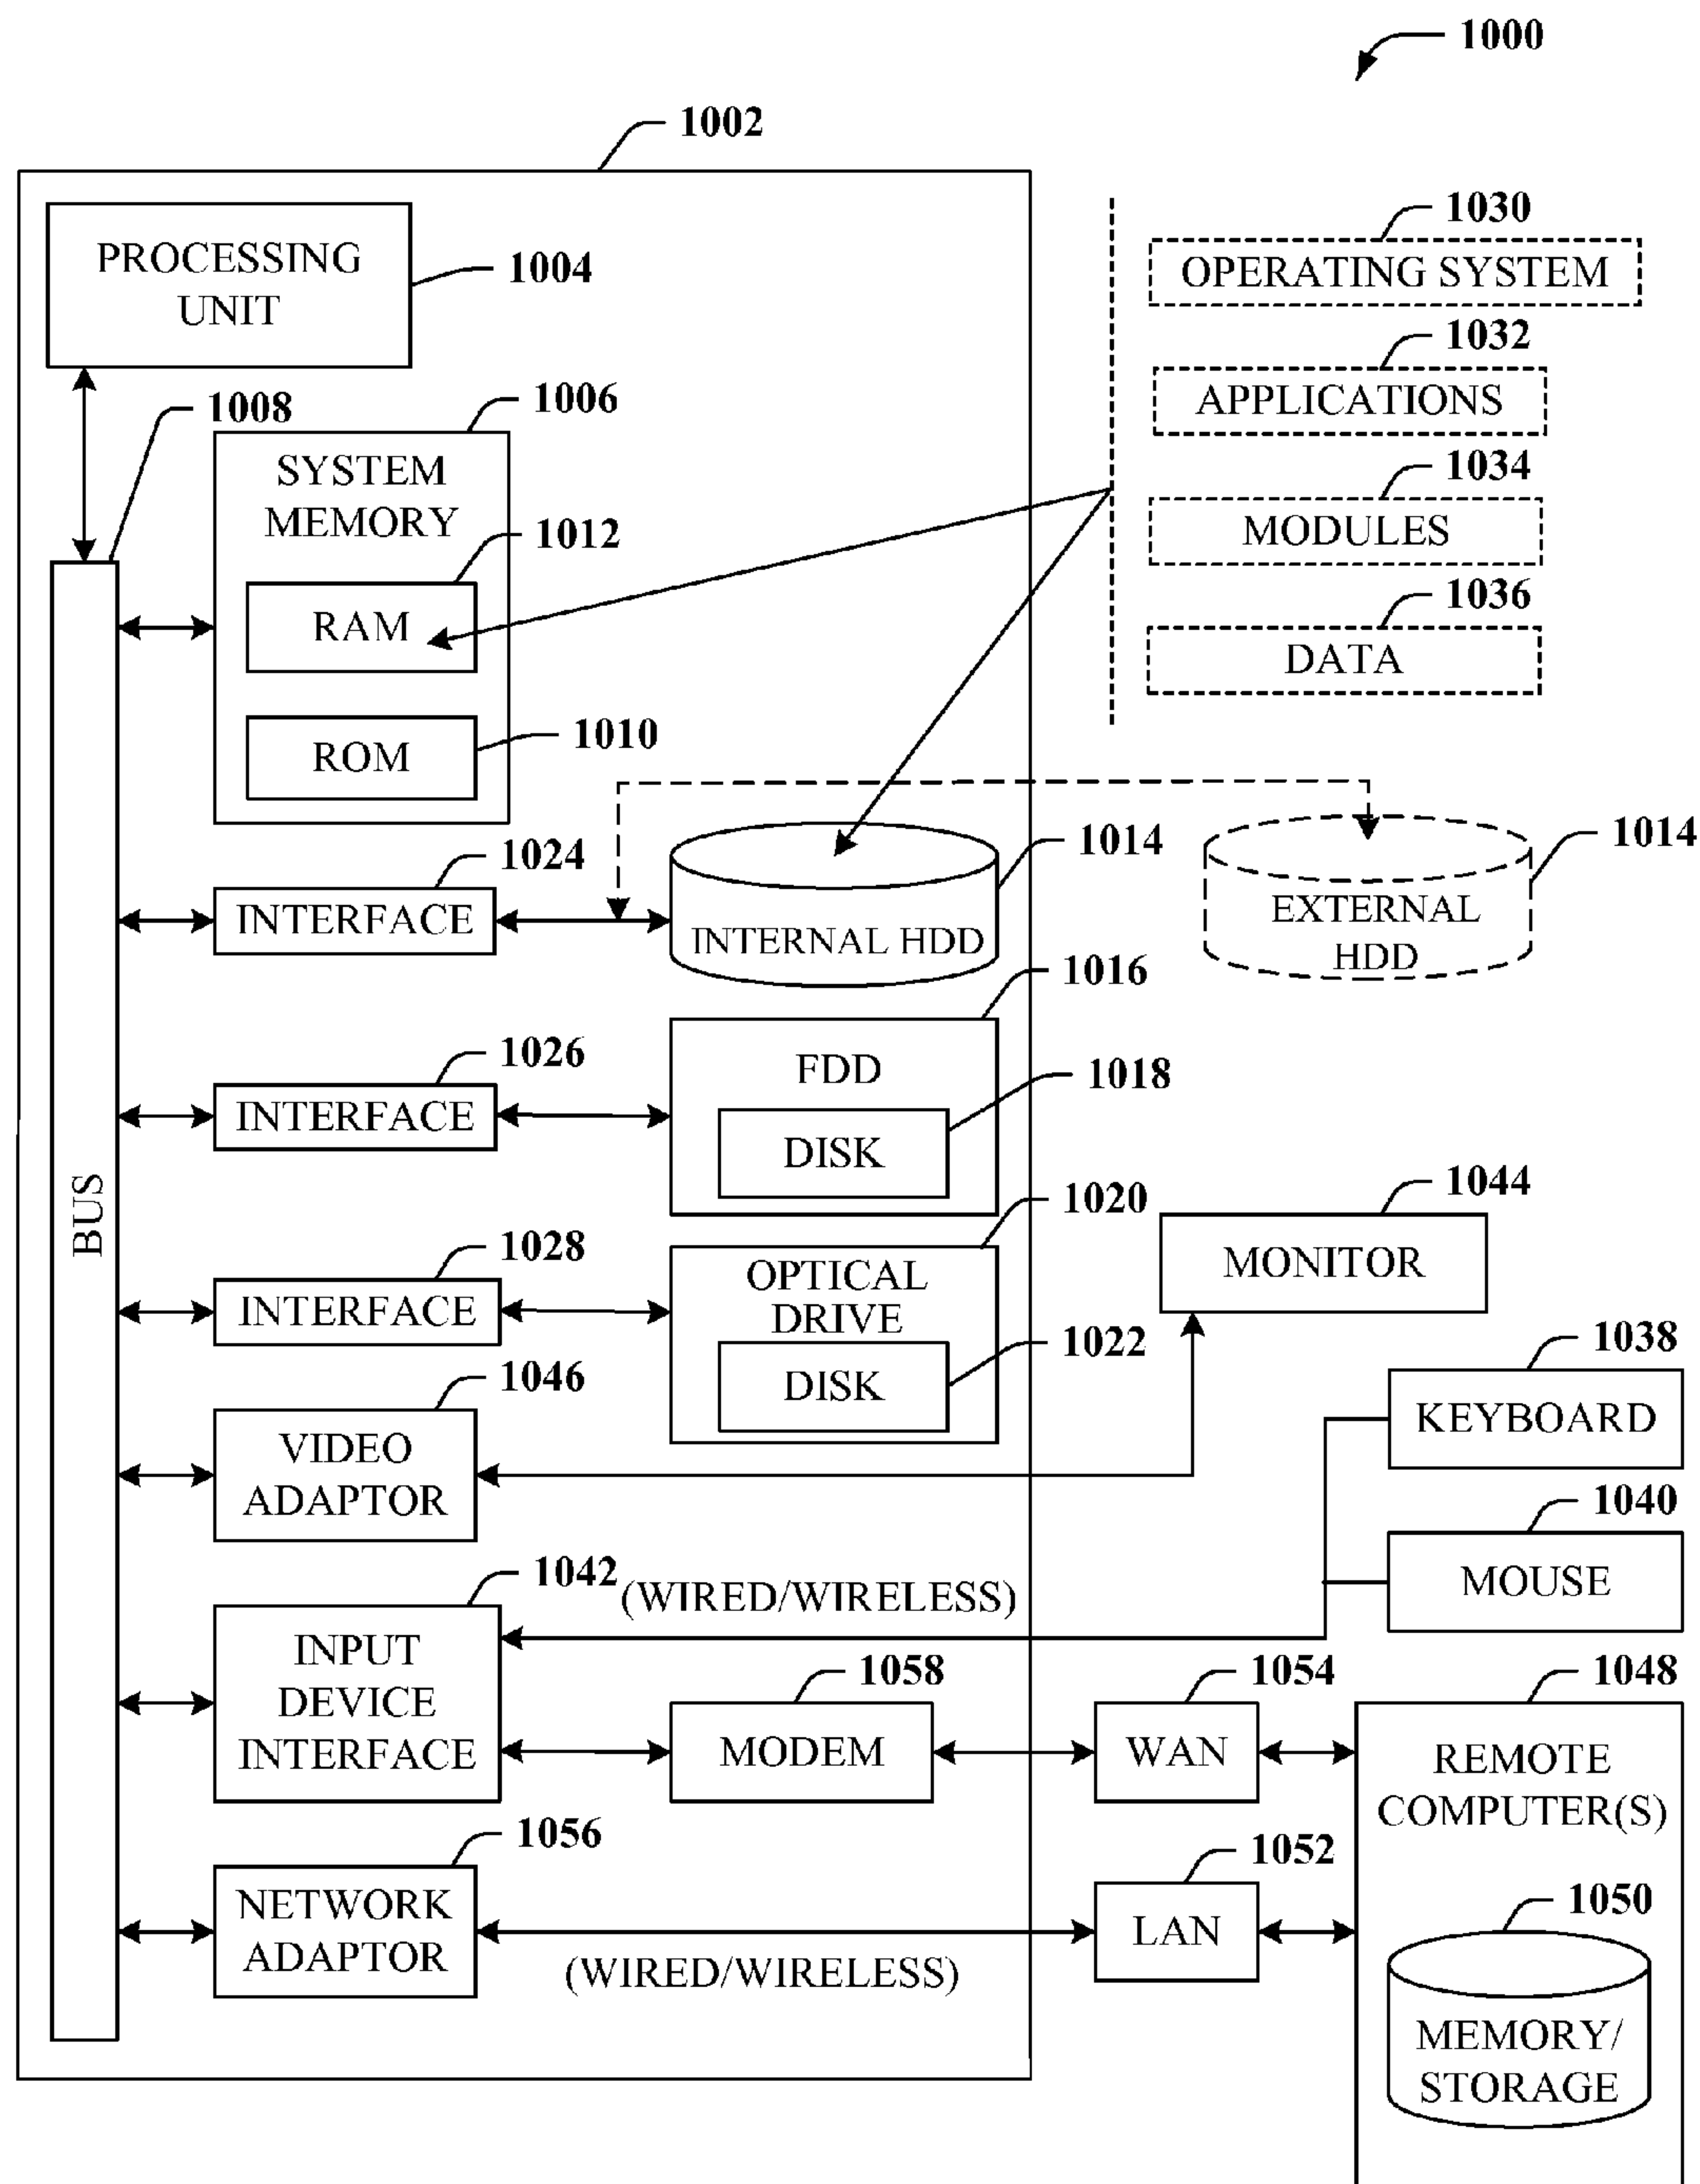 1000
1002
PROCESSING
UNIT
1004
1030
OPERATING SYSTEM
1032
APPLICATIONS
1034
MODULES
1036
DATA
1008
1006
SYSTEM
MEMORY
1012
RAM
1010
ROM
BUS
1024
INTERFACE
1014
INTERNAL HDD
1014
EXTERNAL
HDD
1026
INTERFACE
1016
FDD
1018
DISK
1028
INTERFACE
1020
OPTICAL
DRIVE
1022
DISK
1044
MONITOR
1046
VIDEO
ADAPTOR
1038
KEYBOARD
1040
MOUSE
1042
(WIRED/WIRELESS)
INPUT
DEVICE
INTERFACE
1058
MODEM
1054
WAN
1048
REMOTE
COMPUTER(S)
1056
NETWORK
ADAPTOR
(WIRED/WIRELESS)
1052
LAN
1050
MEMORY/
STORAGE